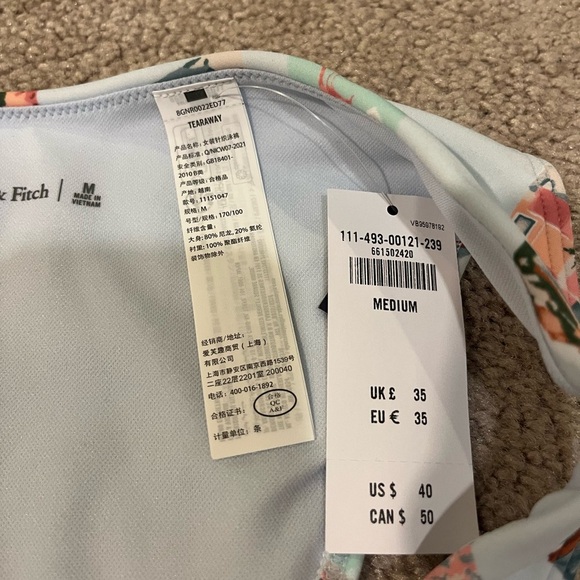 & Fitch
M
MADE IN
VIETNAM
BGNR0022ED77
TEARAWAY
产品名称：女装针织泳裤
产品标准：Q/NICW07-2021
安全类别：GB18401-
2010 B类
产品等级：合格品
产地：越南
款号：11151047
规格：M
号型/规格：170/100
纤维含量：
大身：80% 尼龙，20% 氨纶
衬里：100% 聚酯纤维
装饰物除外
经销商/地址：
爱芙趣商贸（上海）
有限公司
上海市静安区南京西路1539号
二座22层2201室 200040
电话：400-016-1892
合格证书：
合格
QC
A&F
计量单位：条
VB95978192
111-493-00121-239
661502420
MEDIUM
UK £ 35
EU € 35
US $ 40
CAN $ 50